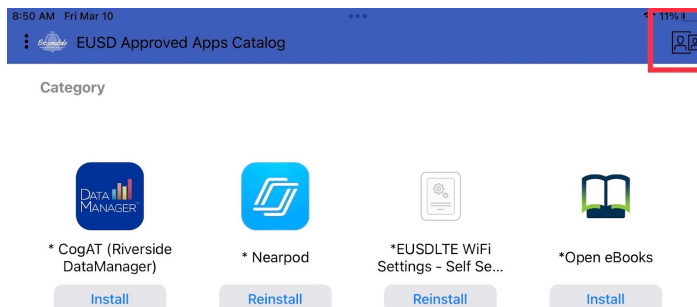 8:50 AM Fri Mar 10
11%
Escondido
EUSD Approved Apps Catalog
Category
DATA
MANAGER
* CogAT (Riverside
DataManager)
* Nearpod
*EUSDLTE WiFi
Settings - Self Se...
*Open eBooks
Install
Reinstall
Reinstall
Install